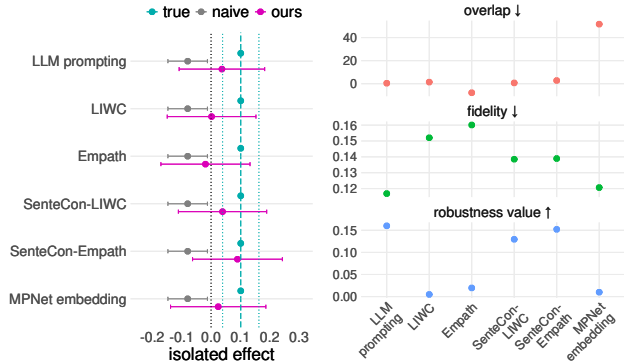 true naive ours
LLM prompting
LIWC
Empath
SenteCon-LIWC
SenteCon-Empath
MPNet embedding
-0.2 -0.1 0.0 0.1 0.2 0.3
isolated effect
overlap ↓
40
20
0
fidelity ↓
0.16
0.15
0.14
0.13
0.12
robustness value ↑
0.15
0.10
0.05
0.00
LLM
prompting
LIWC
Empath
SenteCon-
LIWC
SenteCon-
Empath
MPNet
embedding